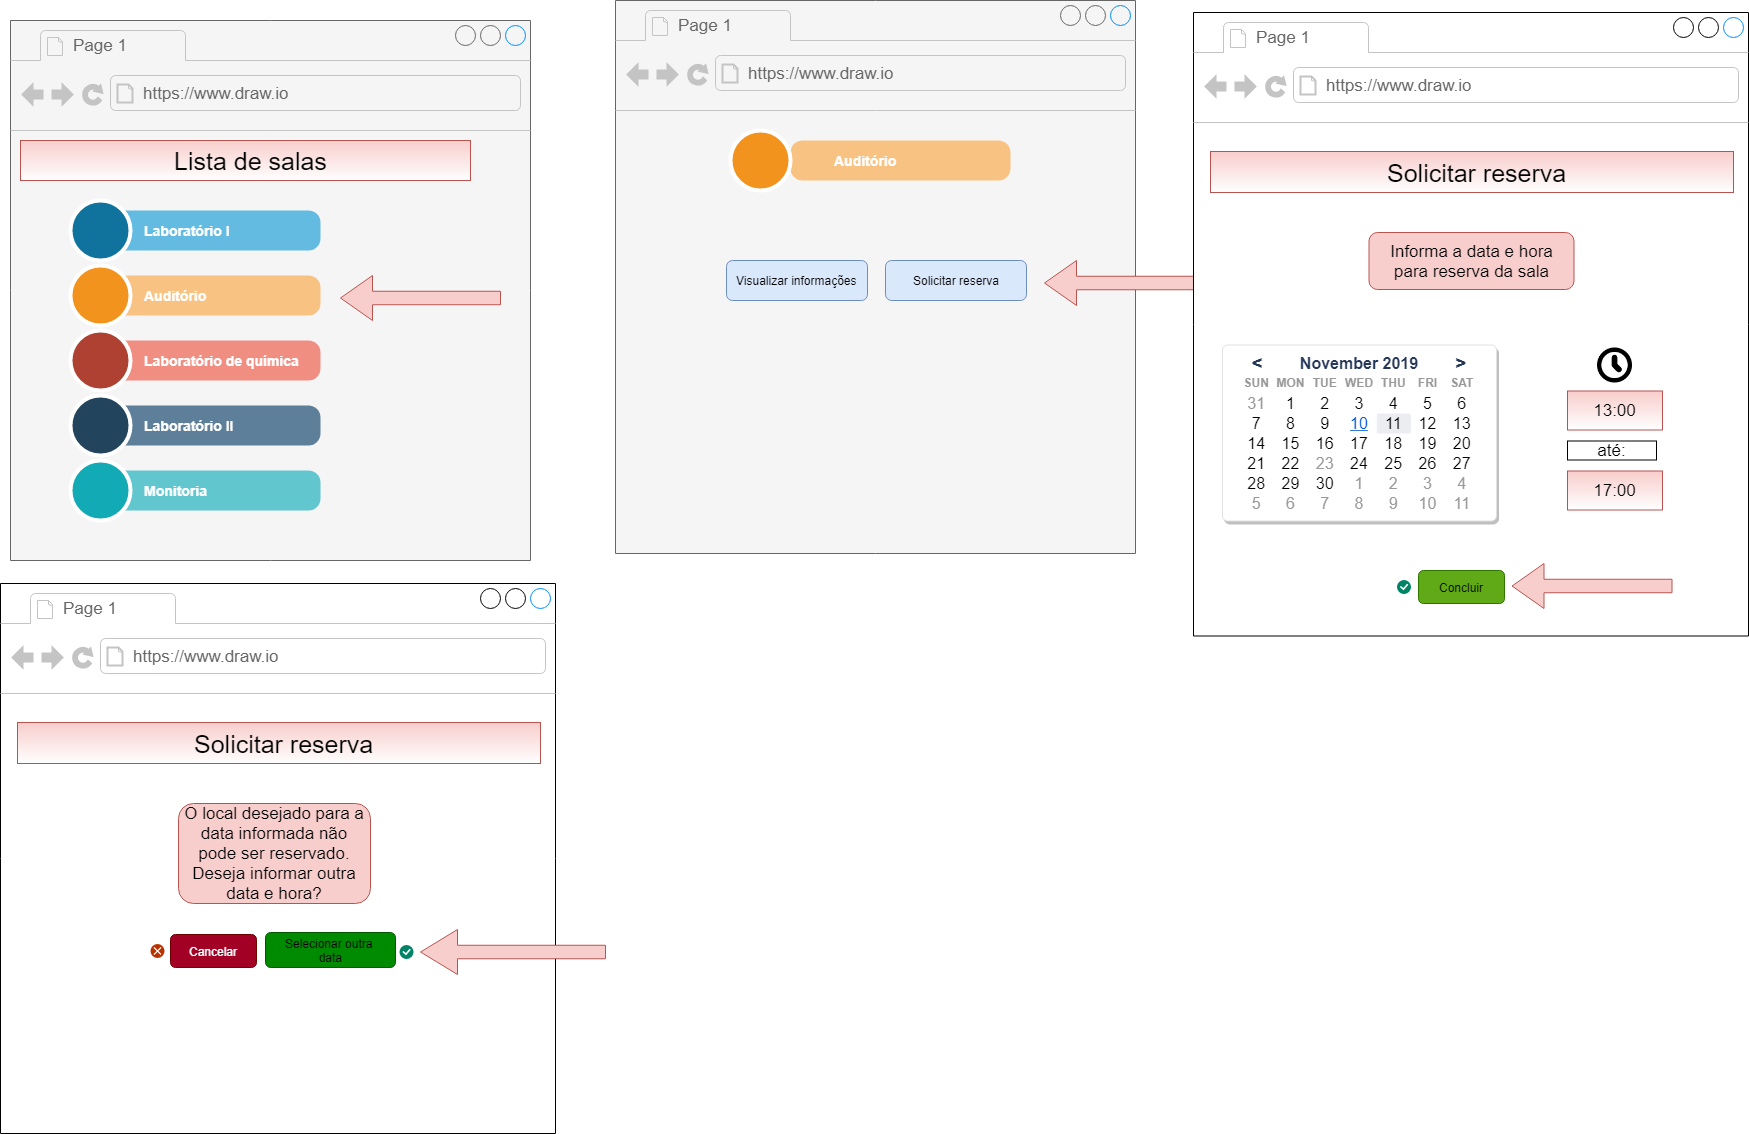 Page 1
https://www.draw.io
Lista de salas
Laboratório I
Auditório
Laboratório de química
Laboratório II
Monitoria
Page 1
https://www.draw.io
Auditório
Visualizar informações
Solicitar reserva
Page 1
https://www.draw.io
Solicitar reserva
Informa a data e hora
para reserva da sala
< November 2019 >
SUN MON TUE WED THU FRI SAT
31 1 2 3 4 5 6
7 8 9 10 11 12 13
14 15 16 17 18 19 20
21 22 23 24 25 26 27
28 29 30 1 2 3 4
5 6 7 8 9 10 11
13:00
até:
17:00
Concluir
Page 1
https://www.draw.io
Solicitar reserva
O local desejado para a
data informada não
pode ser reservado.
Deseja informar outra
data e hora?
Cancelar
Selecionar outra
data